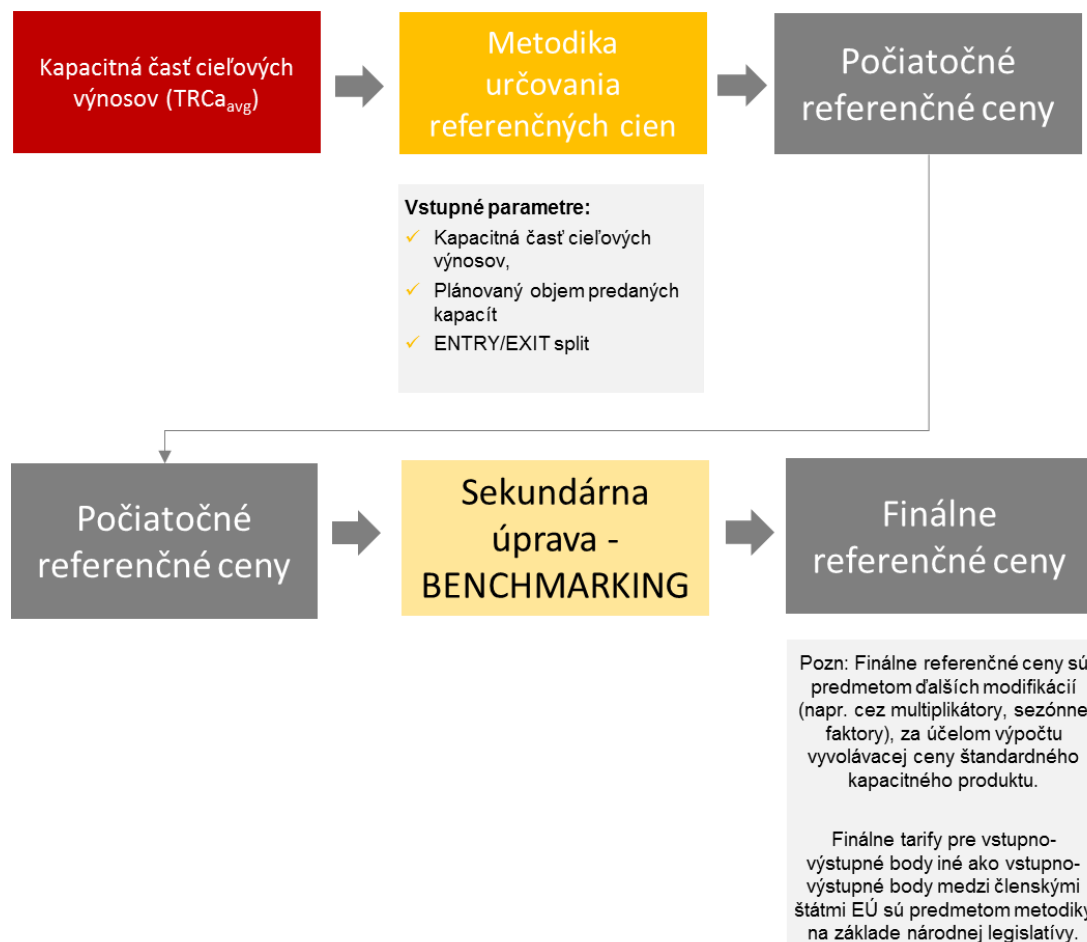 Kapacitná časť cieľových
výnosov (TRCaavg)
Metodika
určovania
referenčných cien
Počiatočné
referenčné ceny
Vstupné parametre:
✓ Kapacitná časť cieľových
výnosov,
✓ Plánovaný objem predaných
kapacít
✓ ENTRY/EXIT split
Počiatočné
referenčné ceny
Sekundárna
úprava -
BENCHMARKING
Finálne
referenčné ceny
Pozn: Finálne referenčné ceny sú
predmetom ďalších modifikácií
(napr. cez multiplikátory, sezónne
faktory), za účelom výpočtu
vyvolávacej ceny štandardného
kapacitného produktu.
Finálne tarify pre vstupno-
výstupné body iné ako vstupno-
výstupné body medzi členskými
štátmi EÚ sú predmetom metodiky
na základe národnej legislatívy.